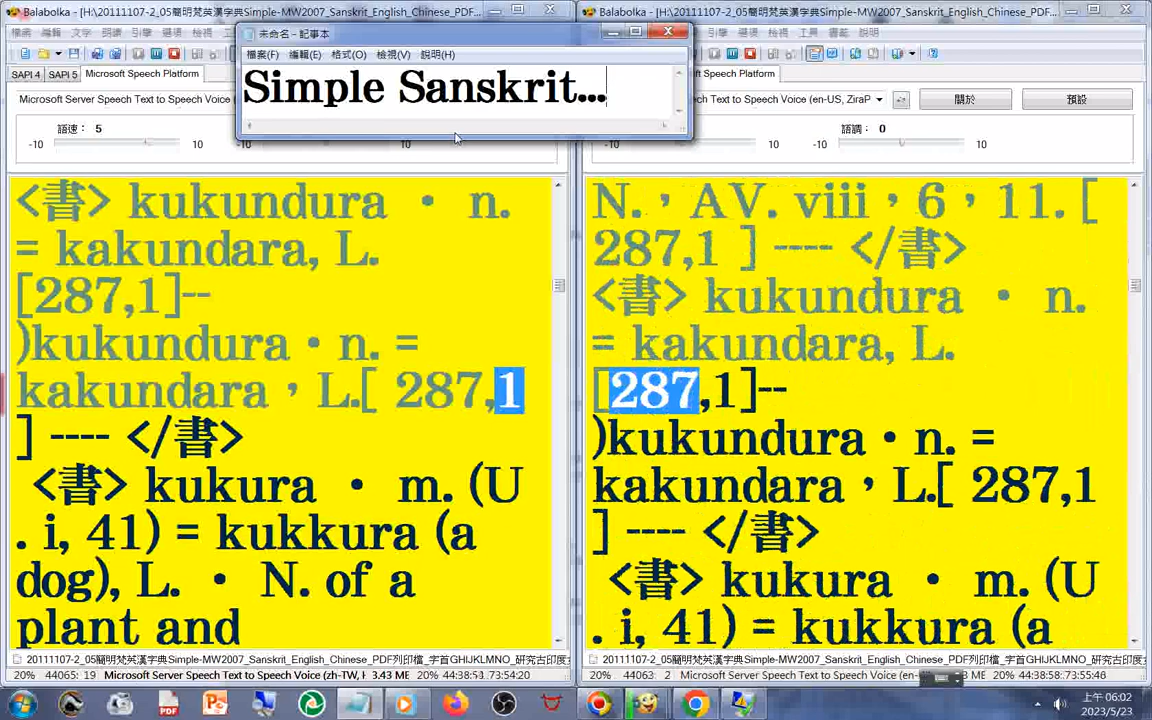 Balabolka - [H:\20111107-2_05簡明梵英漢字典Simple-MW2007_Sanskrit_English_Chinese_PDF...
Balabolka - [H:\20111107-2_05簡明梵英漢字典Simple-MW2007_Sanskrit_English_Chinese_PDF...
未命名 - 記事本
檔案(F) 編輯(E) 格式(O) 檢視(V) 說明(H)
Simple Sanskrit...
SAPI 4 SAPI 5 Microsoft Speech Platform
Speech Platform
Microsoft Server Speech Text to Speech Voice
ch Text to Speech Voice (en-US, ZiraP
關於 預設
語速： 5
-10 10 10
語調： 0
-10 -10 10
<書> kukundura • n.
= kakundara, L.
[287,1]--
)kukundura • n. =
kakundara，L.[ 287,1
] ---- </書>
<書> kukura • m. (U
. i, 41) = kukkura (a
dog), L. • N. of a
plant and
N.，AV. viii，6，11. [
287,1 ] ---- </書>
<書> kukundura • n.
= kakundara, L.
[287,1]--
)kukundura • n. =
kakundara，L.[ 287,1
] ---- </書>
<書> kukura • m. (U
. i, 41) = kukkura (a
20111107-2_05簡明梵英漢字典Simple-MW2007_Sanskrit_English_Chinese_PDF列印檔_字首GHIJKLMNO_研究古印度
20111107-2_05簡明梵英漢字典Simple-MW2007_Sanskrit_English_Chinese_PDF列印檔_字首GHIJKLMNO_研究古印度
20% 44065: 19 Microsoft Server Speech Text to Speech Voice (zh-TW, 3.43 ME 20% 44:38:51
73:54:20
20% 44063: 2 Microsoft Server Speech Text to Speech Voice 20% 44:38:58
73:55:46
上午 06:02
2023/5/23